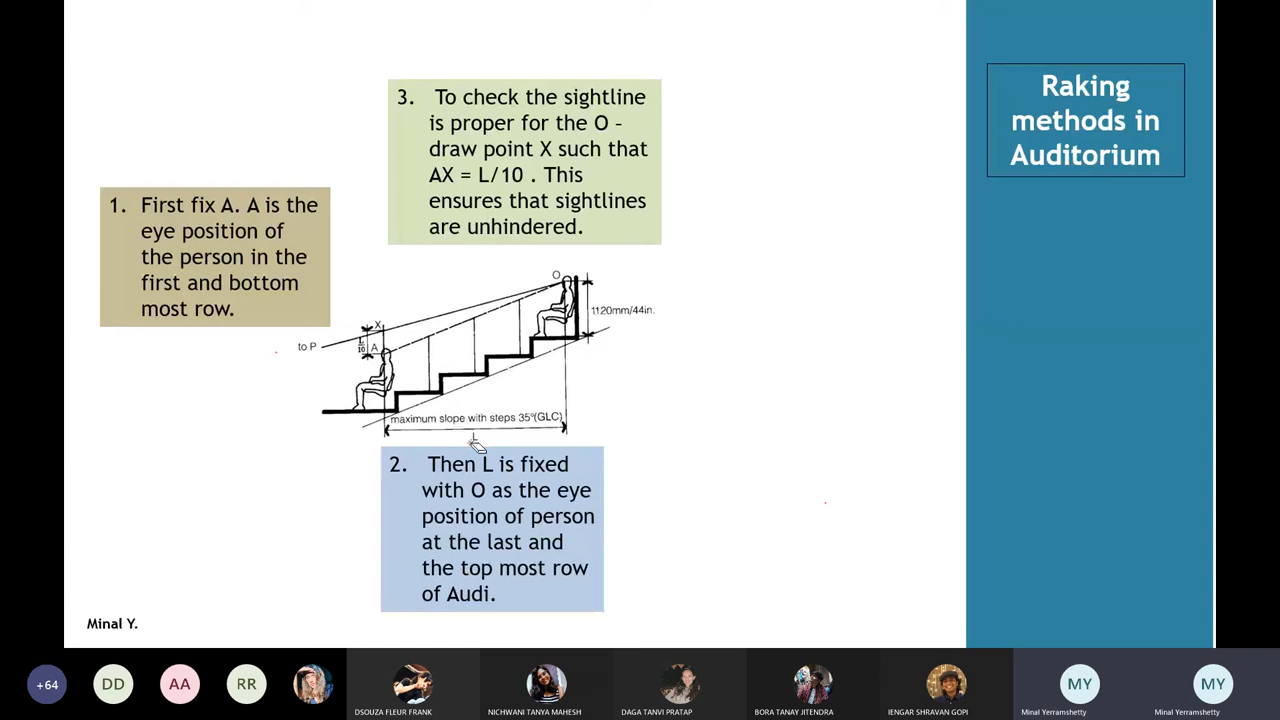 Raking
methods in
Auditorium
1. First fix A. A is the
eye position of
the person in the
first and bottom
most row.
3. To check the sightline
is proper for the O –
draw point X such that
AX = L/10 . This
ensures that sightlines
are unhindered.
O
1120mm/44in.
X
to P
L
10
A
maximum slope with steps 35°(GLC)
L
2. Then L is fixed
with O as the eye
position of person
at the last and
the top most row
of Audi.
Minal Y.
+64
DD
AA
RR
DSOUZA FLEUR FRANK
NICHWANI TANYA MAHESH
DAGA TANVI PRATAP
BORA TANAY JITENDRA
IENGAR SHRAVAN GOPI
MY
Minal Yerramshetty
MY
Minal Yerramshetty